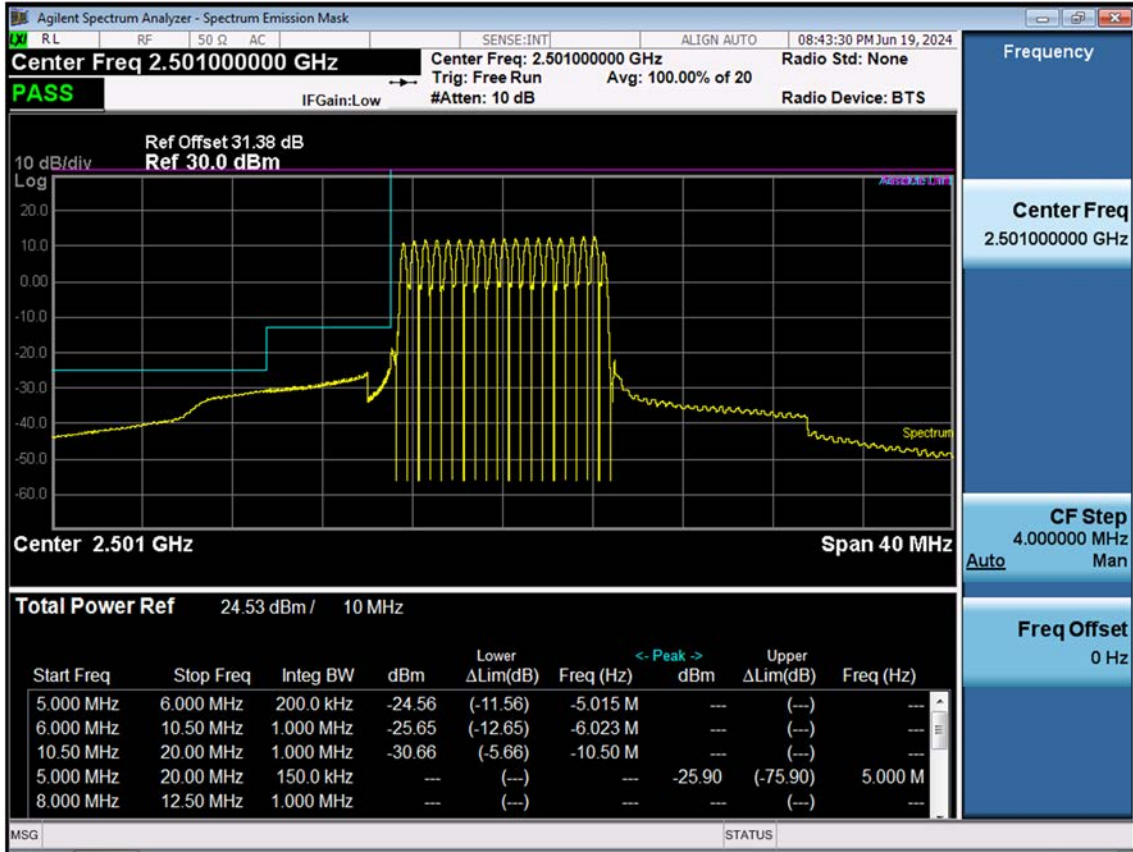 Agilent Spectrum Analyzer - Spectrum Emission Mask
LXI RL RF 50 Ω AC SENSE:INT ALIGN AUTO 08:43:30 PM Jun 19, 2024
Center Freq 2.501000000 GHz
Center Freq: 2.501000000 GHz
Radio Std: None
Trig: Free Run Avg: 100.00% of 20
PASS
IFGain:Low
#Atten: 10 dB
Radio Device: BTS
Ref Offset 31.38 dB
10 dB/div Ref 30.0 dBm
Log
20.0
10.0
0.00
-10.0
-20.0
-30.0
-40.0
Spectrum
-50.0
-60.0
Center 2.501 GHz Span 40 MHz
Total Power Ref 24.53 dBm / 10 MHz
Lower <- Peak -> Upper
Start Freq Stop Freq Integ BW dBm ΔLim(dB) Freq (Hz) dBm ΔLim(dB) Freq (Hz)
5.000 MHz 6.000 MHz 200.0 kHz -24.56 (-11.56) -5.015 M --- (---) ---
6.000 MHz 10.50 MHz 1.000 MHz -25.65 (-12.65) -6.023 M --- (---) ---
10.50 MHz 20.00 MHz 1.000 MHz -30.66 (-5.66) -10.50 M --- (---) ---
5.000 MHz 20.00 MHz 150.0 kHz --- (---) --- -25.90 (-75.90) 5.000 M
8.000 MHz 12.50 MHz 1.000 MHz --- (---) --- --- (---) ---
MSG STATUS
Frequency
Center Freq
2.501000000 GHz
CF Step
4.000000 MHz
Auto Man
Freq Offset
0 Hz